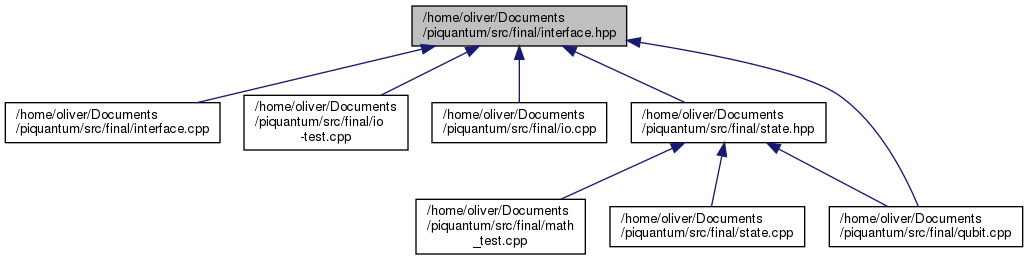 /home/oliver/Documents
/piquantum/src/final/interface.hpp
/home/oliver/Documents
/piquantum/src/final/interface.cpp
/home/oliver/Documents
/piquantum/src/final/io
-test.cpp
/home/oliver/Documents
/piquantum/src/final/io.cpp
/home/oliver/Documents
/piquantum/src/final/state.hpp
/home/oliver/Documents
/piquantum/src/final/math
_test.cpp
/home/oliver/Documents
/piquantum/src/final/state.cpp
/home/oliver/Documents
/piquantum/src/final/qubit.cpp